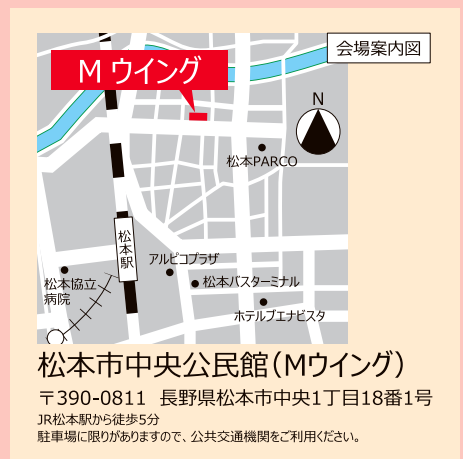 会場案内図
M ウイング
N
松本PARCO
松本駅
アルピコプラザ
松本バスターミナル
松本協立
病院
ホテルブエナビスタ
松本市中央公民館（Mウイング）
〒390-0811 長野県松本市中央1丁目18番1号
JR松本駅から徒歩5分
駐車場に限りがありますので、公共交通機関をご利用ください。